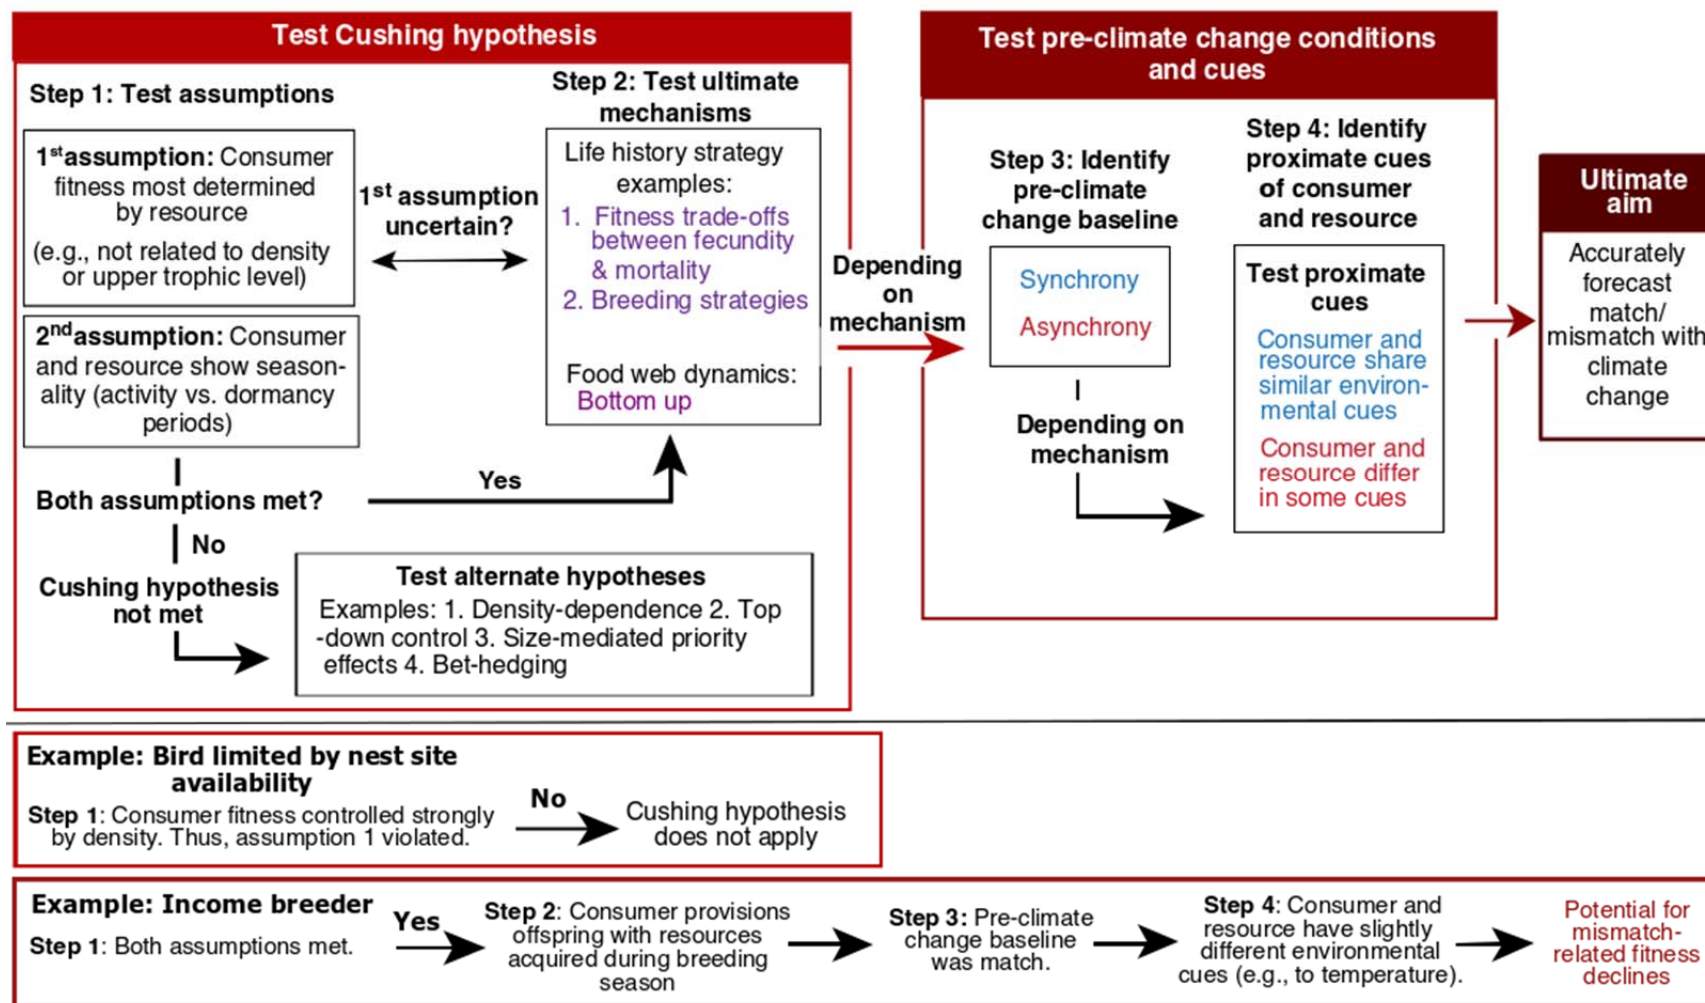 Test Cushing hypothesis
Step 1: Test assumptions
1st assumption: Consumer
fitness most determined
by resource
(e.g., not related to density
or upper trophic level)
2nd assumption: Consumer
and resource show season-
ality (activity vs. dormancy
periods)
1st assumption
uncertain?
Step 2: Test ultimate
mechanisms
Life history strategy
examples:
1. Fitness trade-offs
between fecundity
& mortality
2. Breeding strategies
Food web dynamics:
Bottom up
Both assumptions met?
Yes
No
Cushing hypothesis
not met
Test alternate hypotheses
Examples: 1. Density-dependence 2. Top
-down control 3. Size-mediated priority
effects 4. Bet-hedging
Depending
on
mechanism
Test pre-climate change conditions
and cues
Step 3: Identify
pre-climate
change baseline
Synchrony
Asynchrony
Depending on
mechanism
Step 4: Identify
proximate cues
of consumer
and resource
Test proximate
cues
Consumer and
resource share
similar environ-
mental cues
Consumer and
resource differ
in some cues
Ultimate
aim
Accurately
forecast
match/
mismatch with
climate
change
Example: Bird limited by nest site
availability
Step 1: Consumer fitness controlled strongly
by density. Thus, assumption 1 violated.
No
Cushing hypothesis
does not apply
Example: Income breeder
Step 1: Both assumptions met.
Yes
Step 2: Consumer provisions
offspring with resources
acquired during breeding
season
Step 3: Pre-climate
change baseline
was match.
Step 4: Consumer and
resource have slightly
different environmental
cues (e.g., to temperature).
Potential for
mismatch-
related fitness
declines